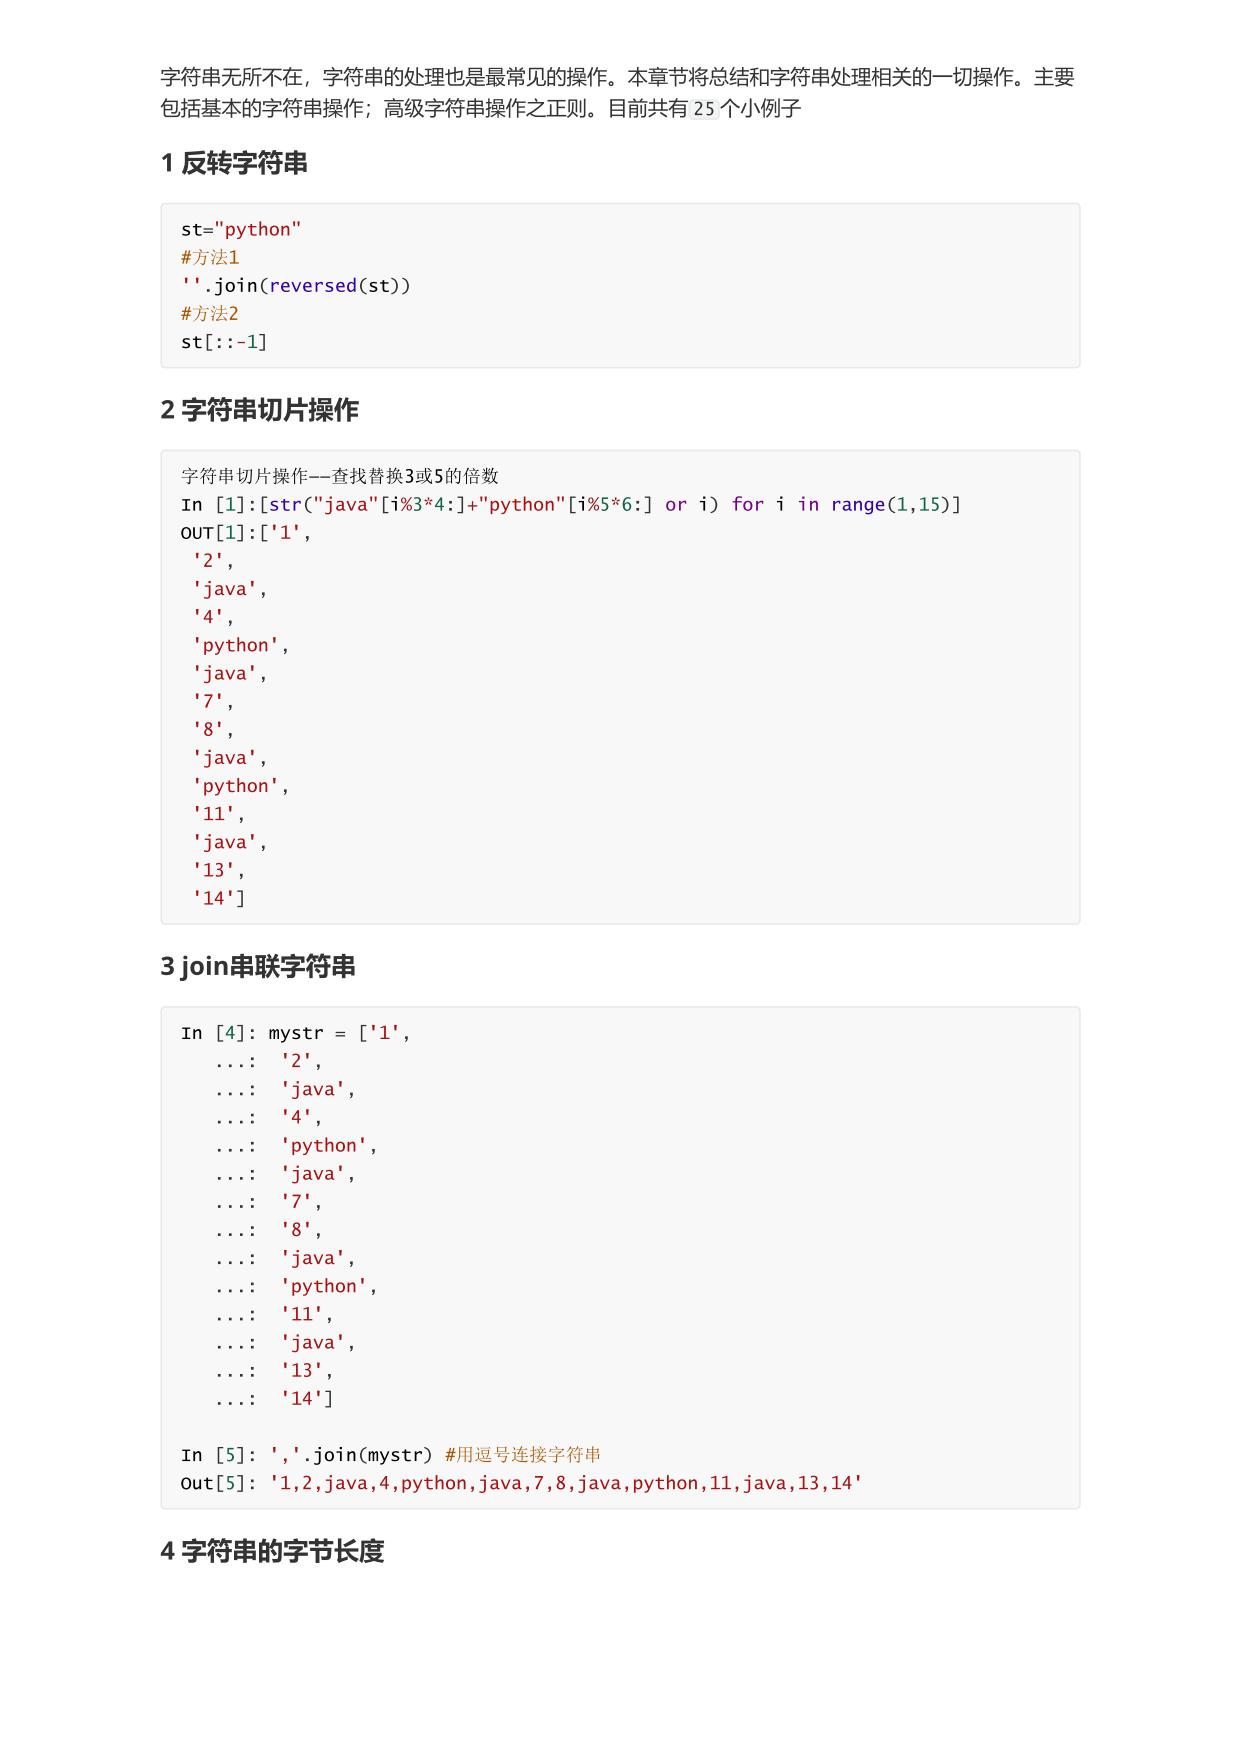 字符串无所不在，字符串的处理也是最常见的操作。本章节将总结和字符串处理相关的一切操作。主要
包括基本的字符串操作；高级字符串操作之正则。目前共有25个小例子
1 反转字符串
st="python"
#方法1
''.join(reversed(st))
#方法2
st[::-1]
2 字符串切片操作
字符串切片操作——查找替换3或5的倍数
In [1]:[str("java"[i%3*4:]+"python"[i%5*6:] or i) for i in range(1,15)]
OUT[1]:['1',
 '2',
 'java',
 '4',
 'python',
 'java',
 '7',
 '8',
 'java',
 'python',
 '11',
 'java',
 '13',
 '14']
3 join串联字符串
In [4]: mystr = ['1',
   ...:  '2',
   ...:  'java',
   ...:  '4',
   ...:  'python',
   ...:  'java',
   ...:  '7',
   ...:  '8',
   ...:  'java',
   ...:  'python',
   ...:  '11',
   ...:  'java',
   ...:  '13',
   ...:  '14']
In [5]: ','.join(mystr) #用逗号连接字符串
Out[5]: '1,2,java,4,python,java,7,8,java,python,11,java,13,14'
4 字符串的字节长度